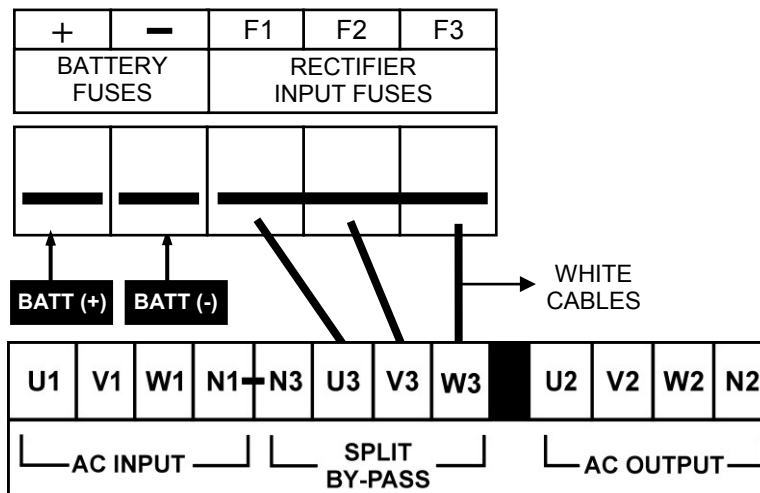 + − F1 F2 F3
BATTERY
FUSES
RECTIFIER
INPUT FUSES
BATT (+) BATT (-)
WHITE
CABLES
U1 V1 W1 N1 N3 U3 V3 W3 U2 V2 W2 N2
AC INPUT
SPLIT
BY-PASS
AC OUTPUT